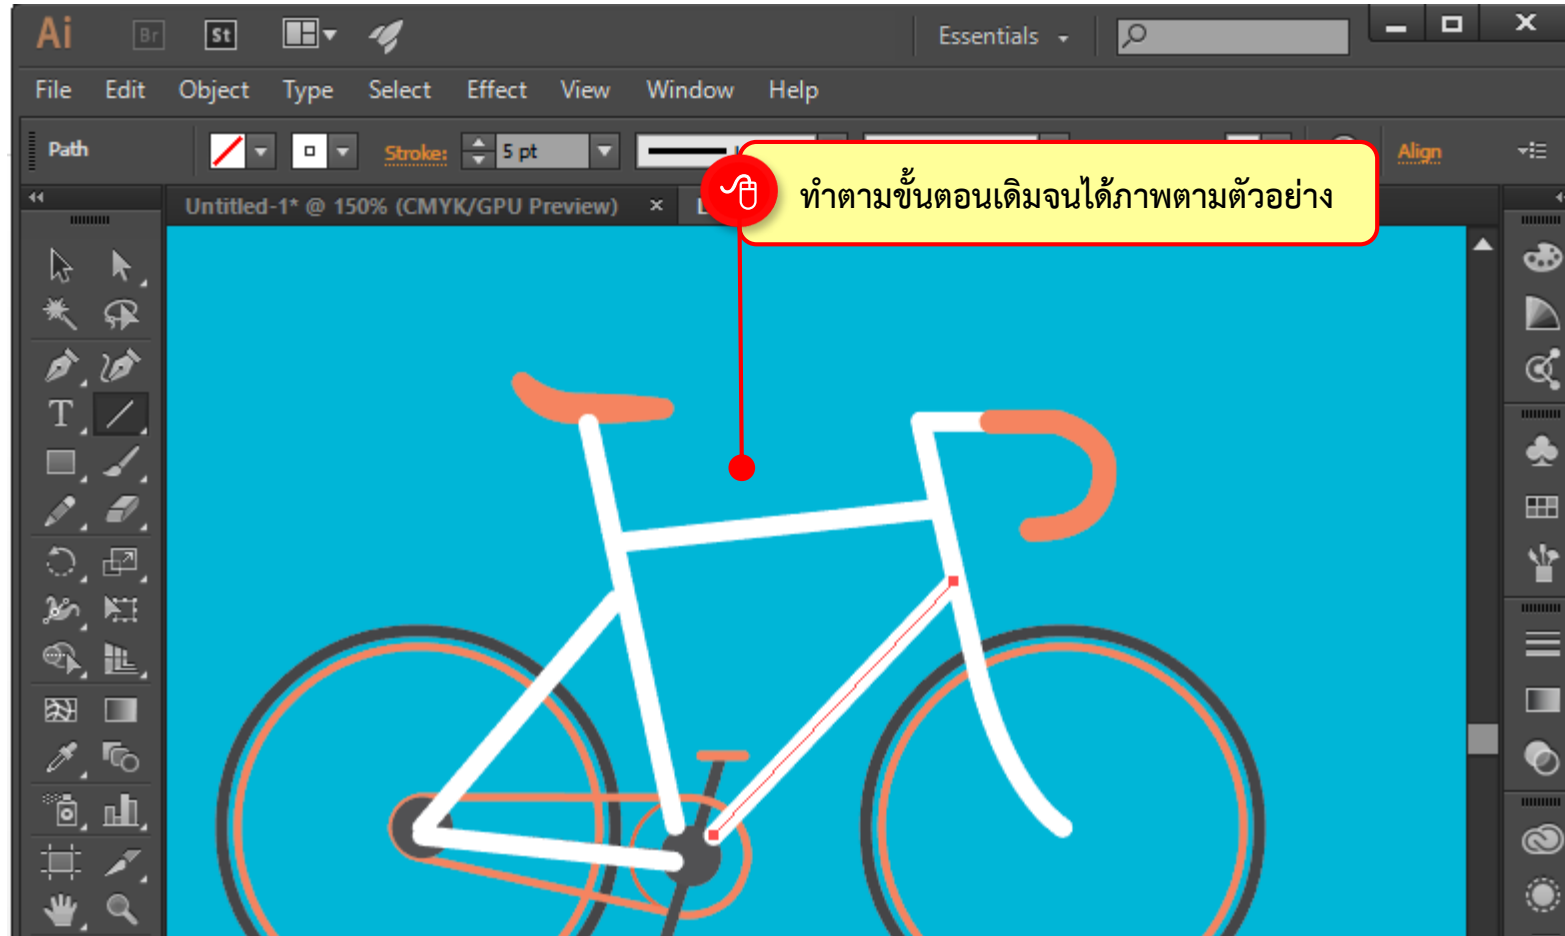 Ai Br St Essentials
File Edit Object Type Select Effect View Window Help
Path Stroke: 5 pt Align
Untitled-1* @ 150% (CMYK/GPU Preview) ×
ทำตามขั้นตอนเดิมจนได้ภาพตามตัวอย่าง